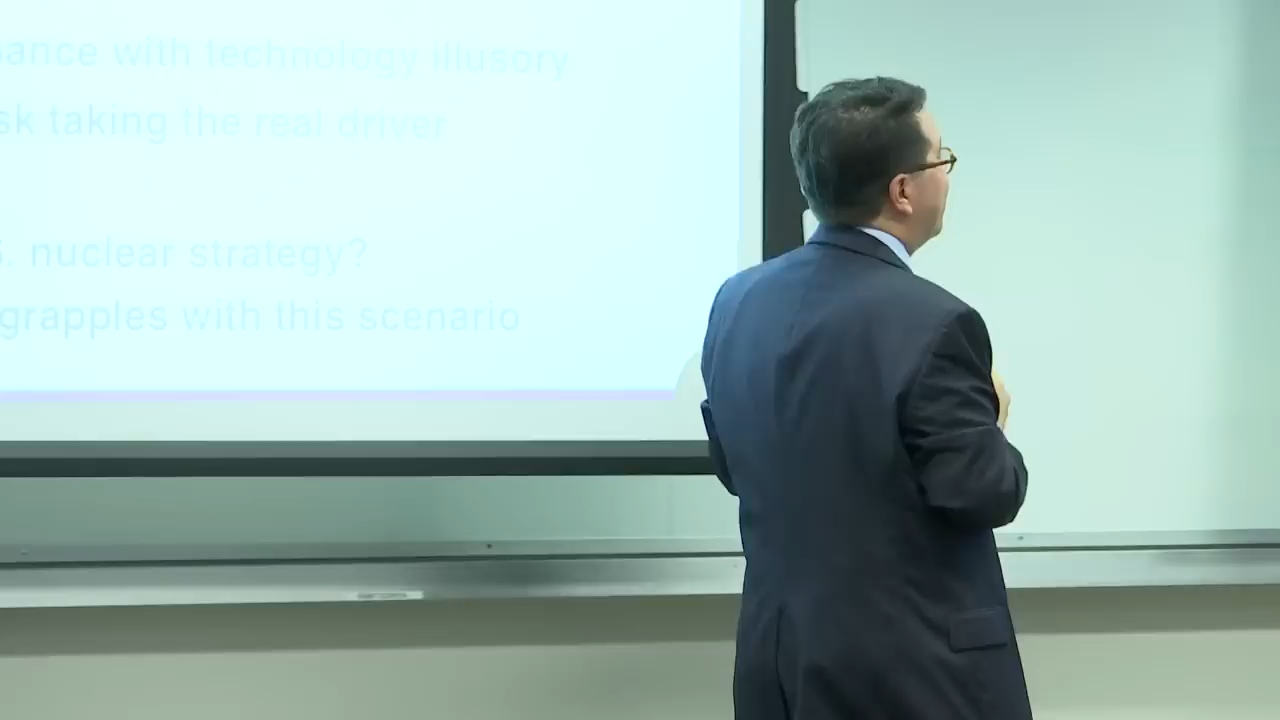 ance with technology illusory
sk taking the real driver
. nuclear strategy?
grapples with this scenario